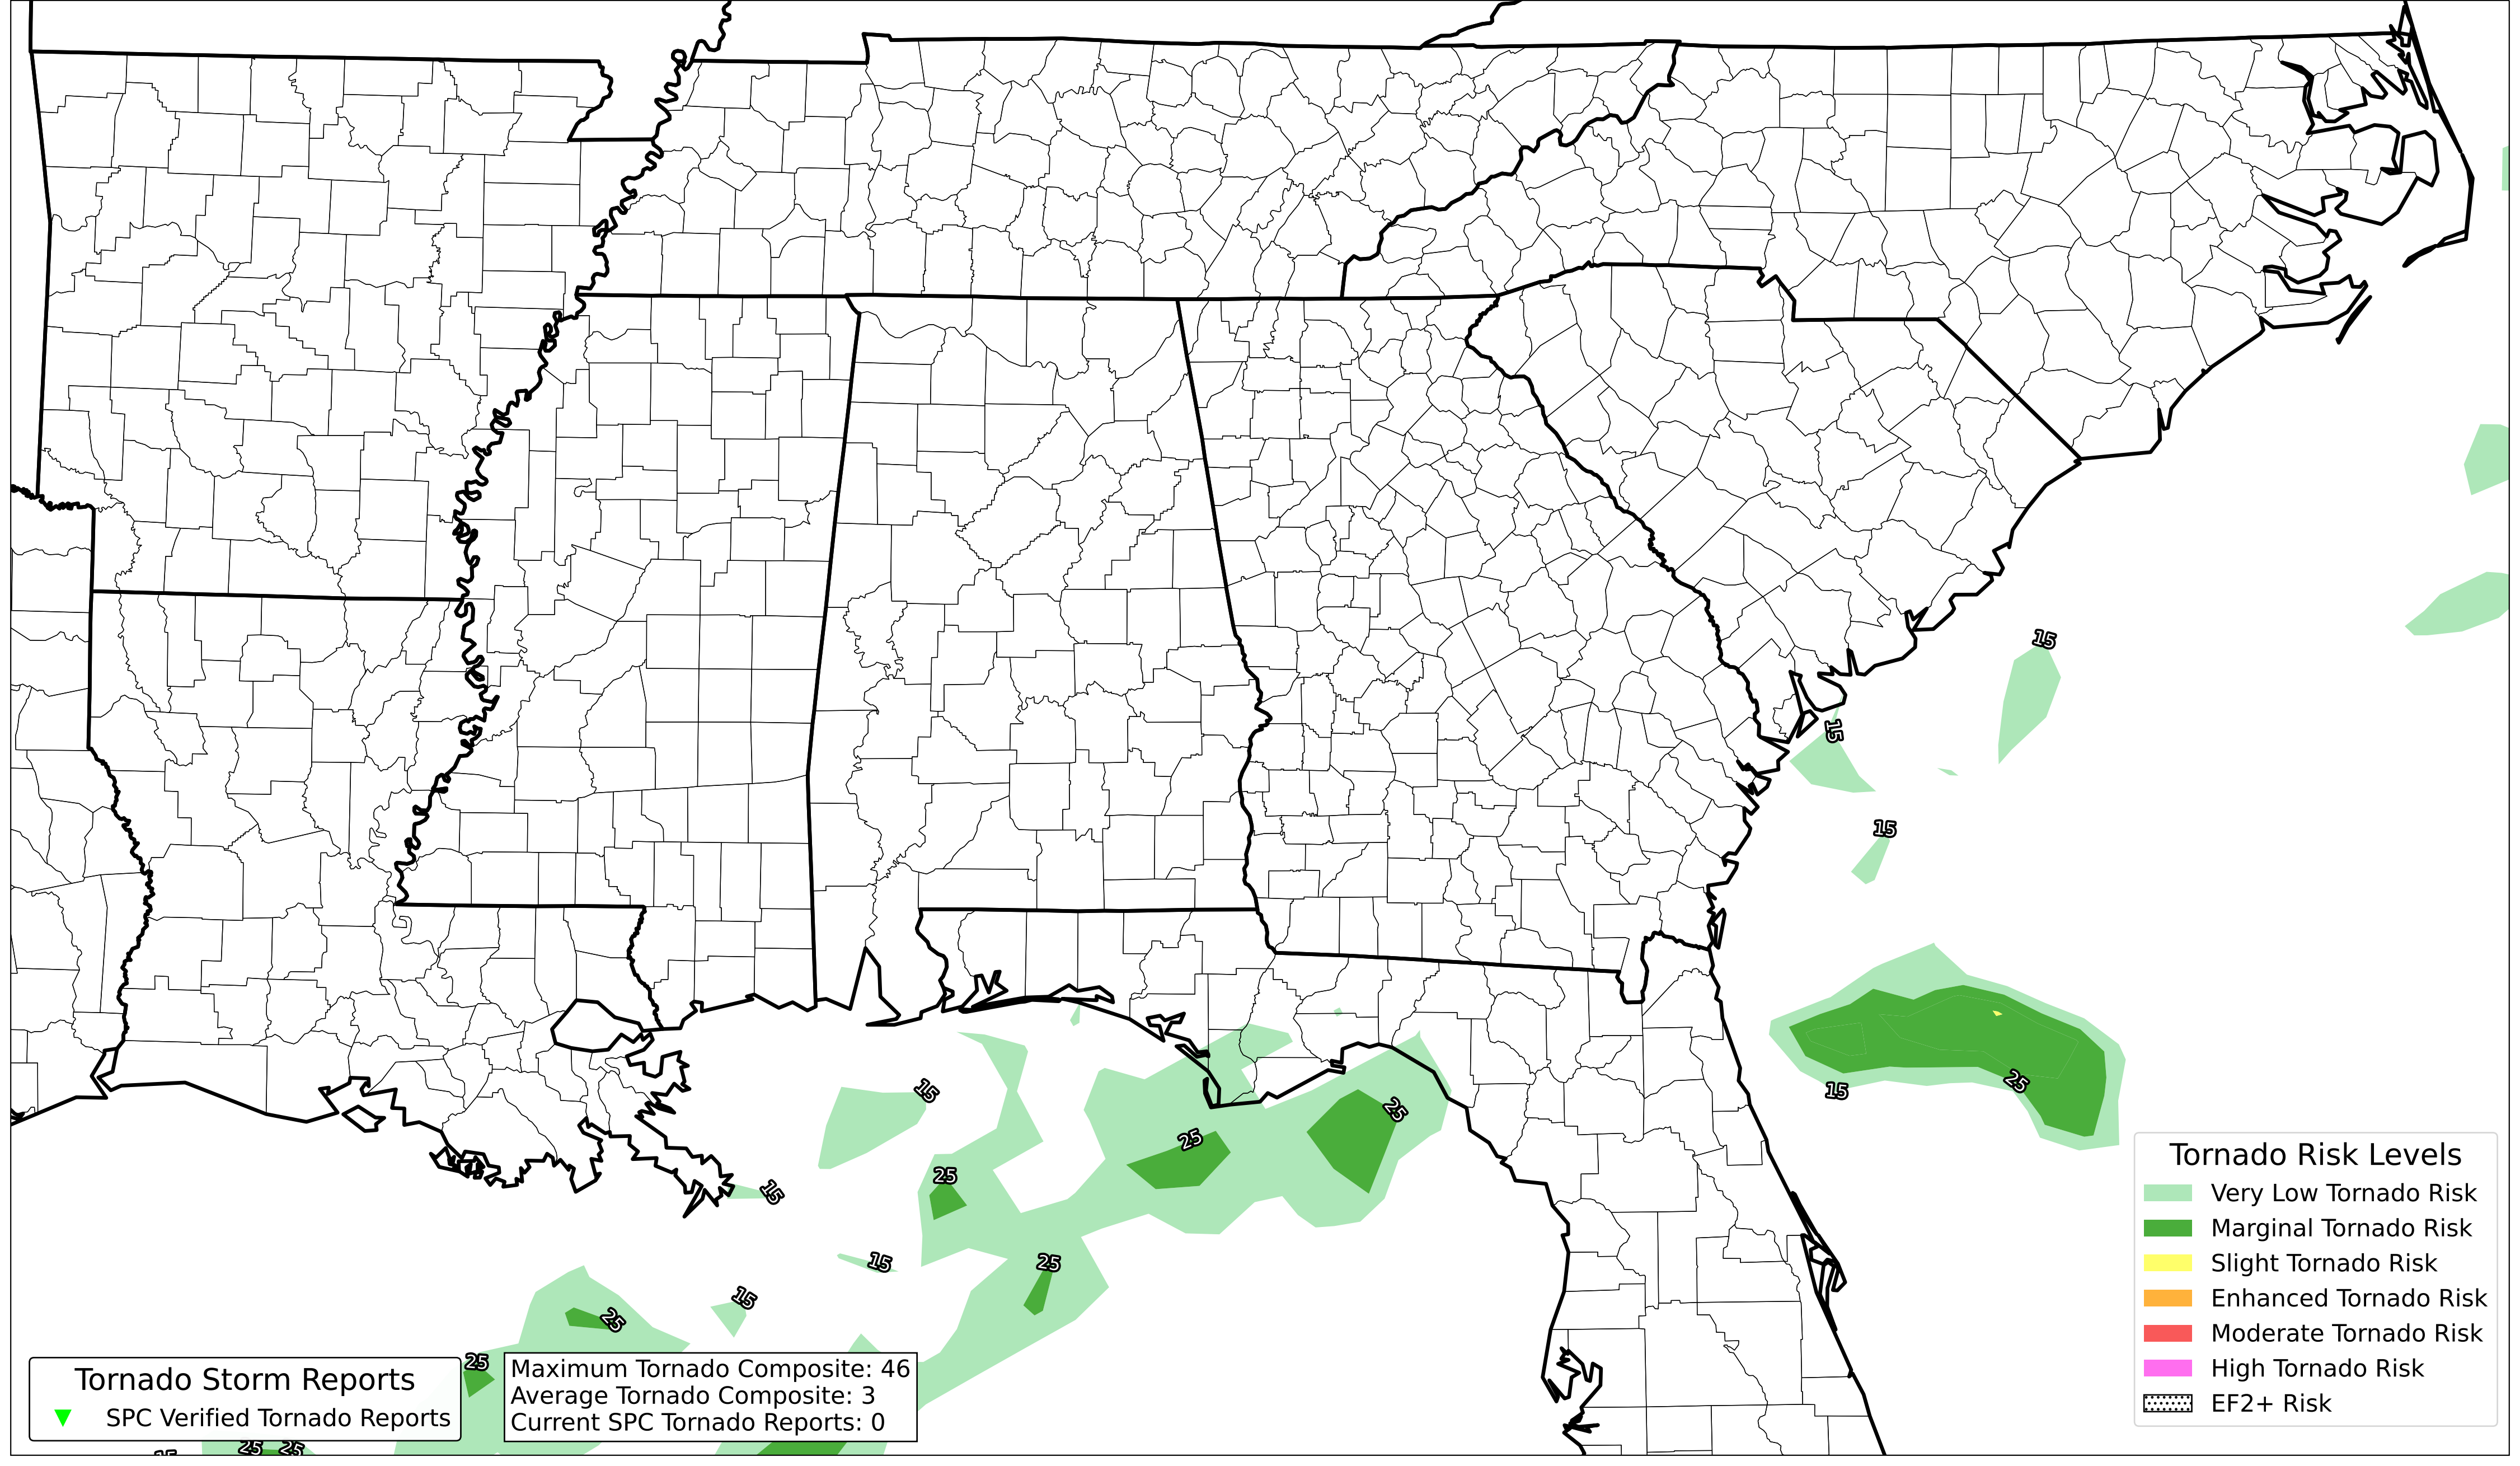 15
15
15
15
25
15
25
25
25
15
25
15
25
15
15
25
25
25
25
Tornado Risk Levels
Very Low Tornado Risk
Marginal Tornado Risk
Slight Tornado Risk
Enhanced Tornado Risk
Moderate Tornado Risk
High Tornado Risk
EF2+ Risk
Tornado Storm Reports
SPC Verified Tornado Reports
Maximum Tornado Composite: 46
Average Tornado Composite: 3
Current SPC Tornado Reports: 0